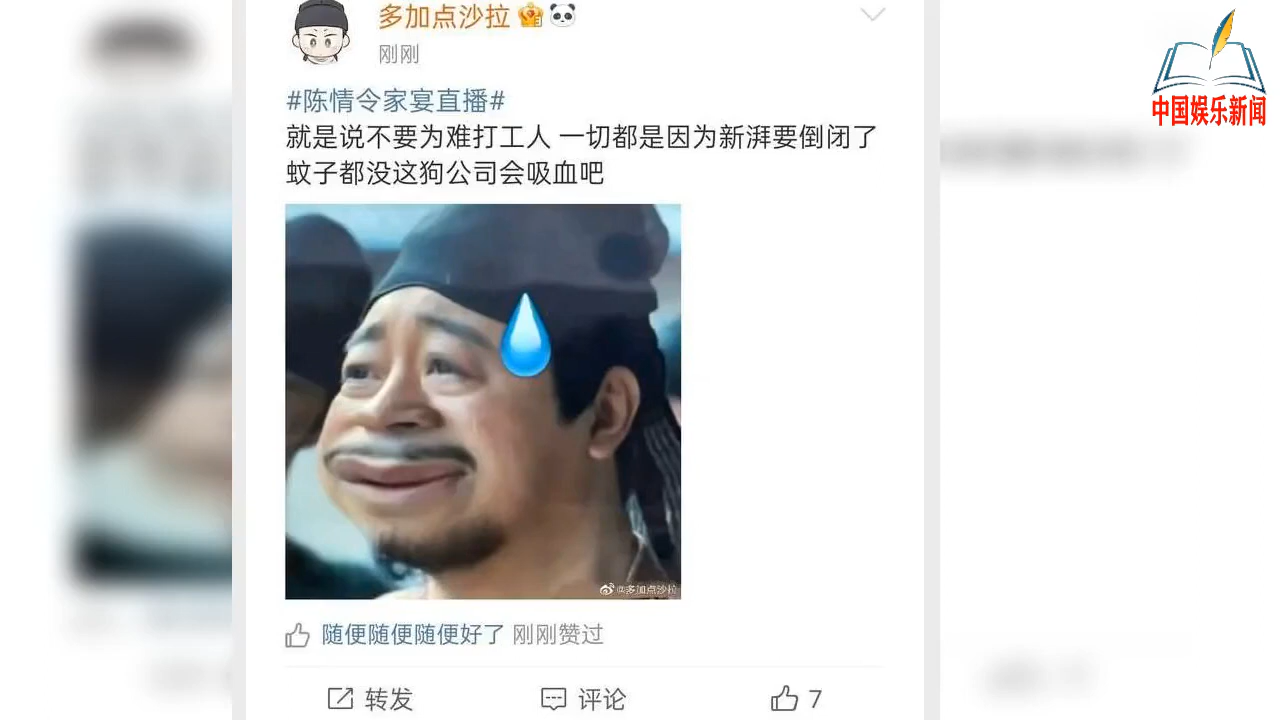 多加点沙拉
刚刚
中国娱乐新闻
#陈情令家宴直播#
就是说不要为难打工人 一切都是因为新湃要倒闭了
蚊子都没这狗公司会吸血吧
@多加点沙拉
随便随便随便好了 刚刚赞过
转发
评论
7